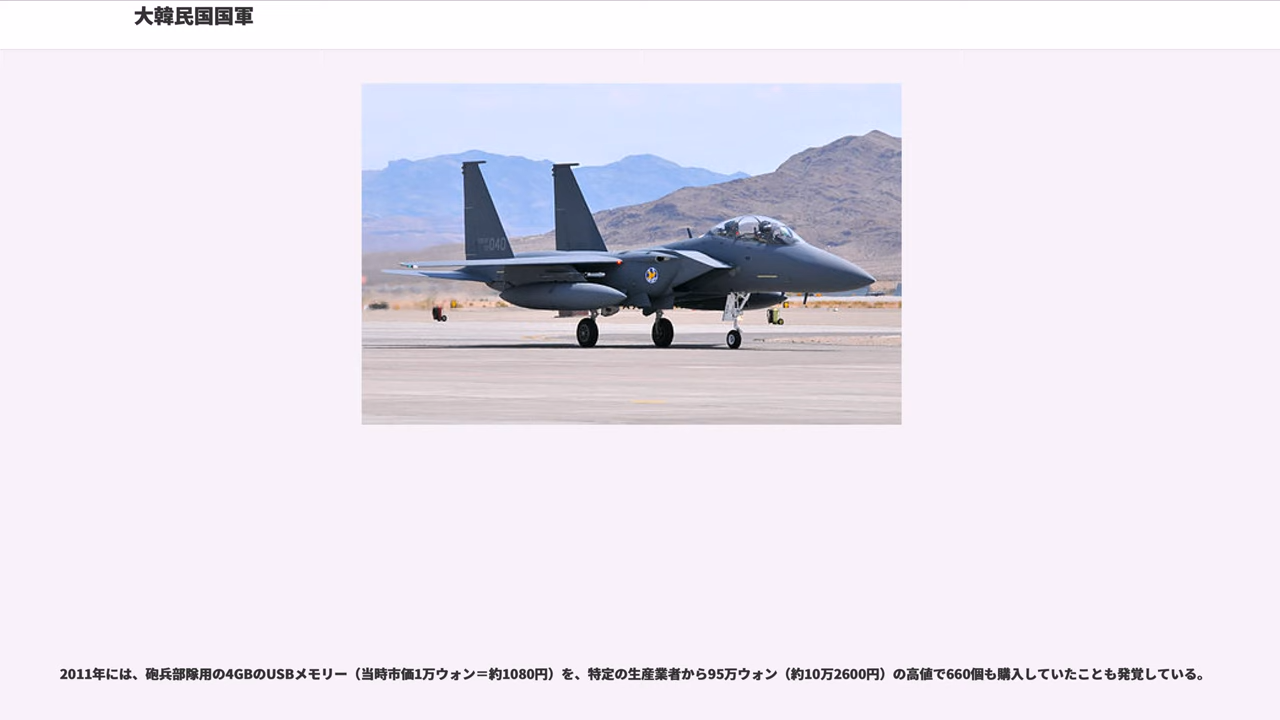 大韓民国国軍
040
2011年には、砲兵部隊用の4GBのUSBメモリー（当時市価1万ウォン＝約1080円）を、特定の生産業者から95万ウォン（約10万2600円）の高値で660個も購入していたことも発覚している。